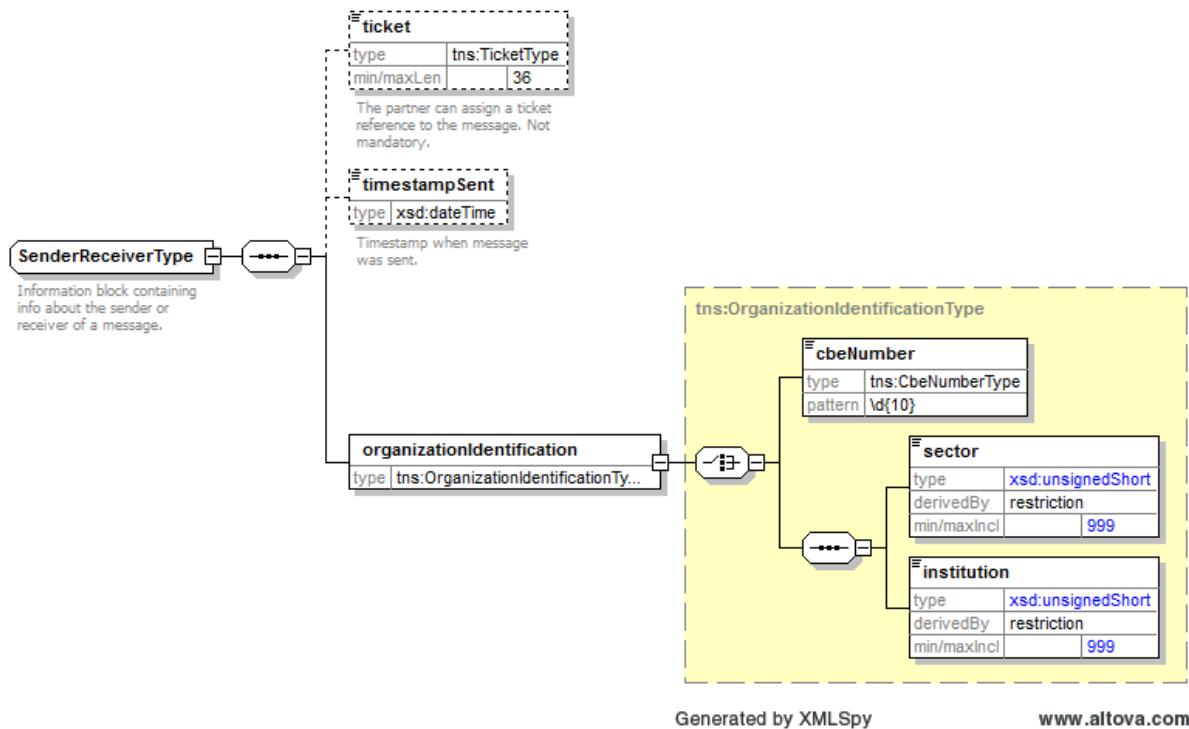 ticket
type tns:TicketType
min/maxLen 36
The partner can assign a ticket
reference to the message. Not
mandatory.
timestampSent
type xsd:dateTime
Timestamp when message
was sent.
SenderReceiverType
Information block containing
info about the sender or
receiver of a message.
organizationIdentification
type tns:OrganizationIdentificationTy...
tns:OrganizationIdentificationType
cbeNumber
type tns:CbeNumberType
pattern \d{10}
sector
type xsd:unsignedShort
derivedBy restriction
min/maxIncl 999
institution
type xsd:unsignedShort
derivedBy restriction
min/maxIncl 999
Generated by XMLSpy www.altova.com